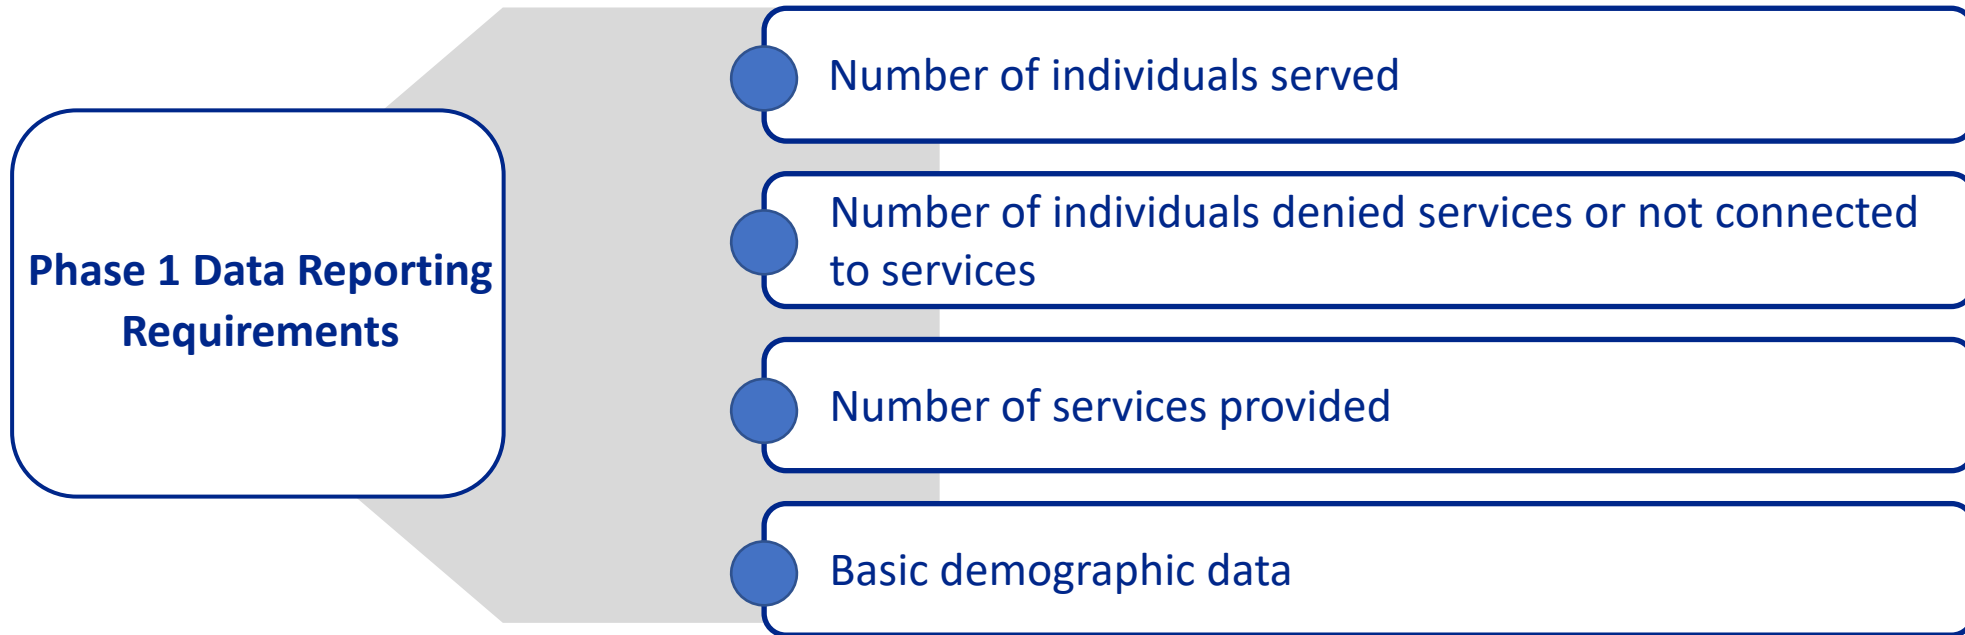 Phase 1 Data Reporting
Requirements
Number of individuals served
Number of individuals denied services or not connected
to services
Number of services provided
Basic demographic data